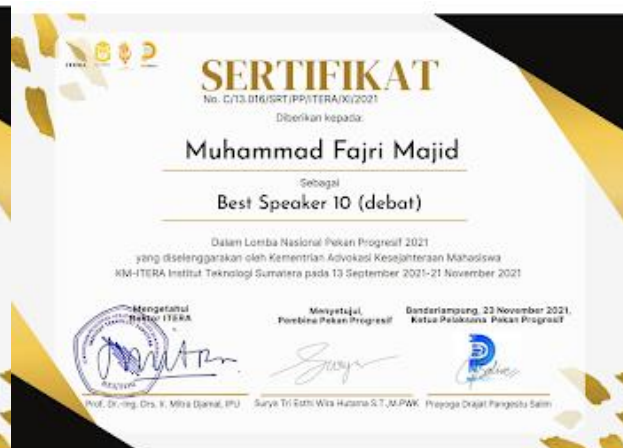 SERTIFIKAT
No. C/13.016/SRT/PP/ITERA/XI/2021
Diberikan kepada:
Muhammad Fajri Majid
Sebagai
Best Speaker 10 (debat)
Dalam Lomba Nasional Pekan Progresif 2021
yang diselenggarakan oleh Kementrian Advokasi Kesejahteraan Mahasiswa
KM-ITERA Institut Teknologi Sumatera pada 13 September 2021-21 November 2021
Mengetahui
Rektor ITERA
Menyetujui,
Pembina Pekan Progresif
Bandarlampung, 23 November 2021,
Ketua Pelaksana Pekan Progresif
Prof. Dr.-Ing. Drs. Ir. Mitra Djamal, IPU
Surya Tri Esthi Wira Hutama S.T.,M.PWK
Prayoga Drajat Pangestu Salim